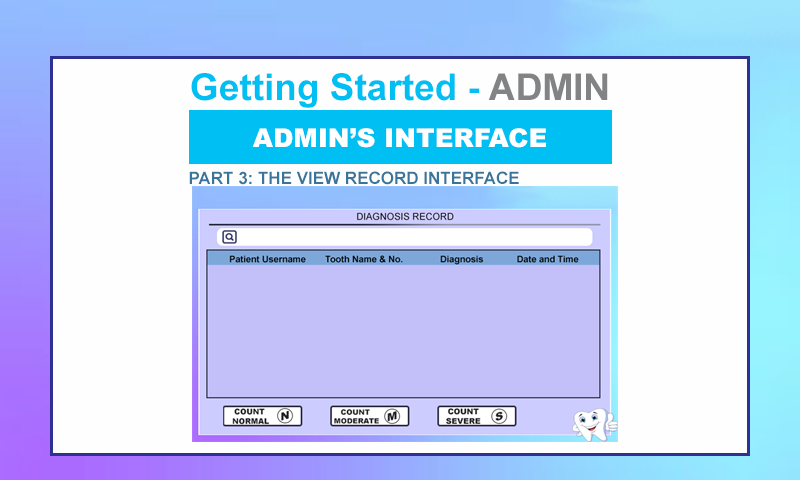 Getting Started - ADMIN
ADMIN'S INTERFACE
PART 3: THE VIEW RECORD INTERFACE
DIAGNOSIS RECORD
Patient Username Tooth Name & No. Diagnosis Date and Time
COUNT NORMAL N COUNT MODERATE M COUNT SEVERE S